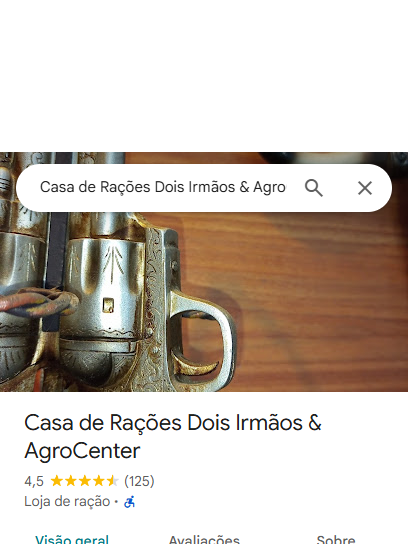 Casa de Rações Dois Irmãos & Agro
Casa de Rações Dois Irmãos &
AgroCenter
4,5 (125)
Loja de ração ·
Visão geral Avaliações Sobre